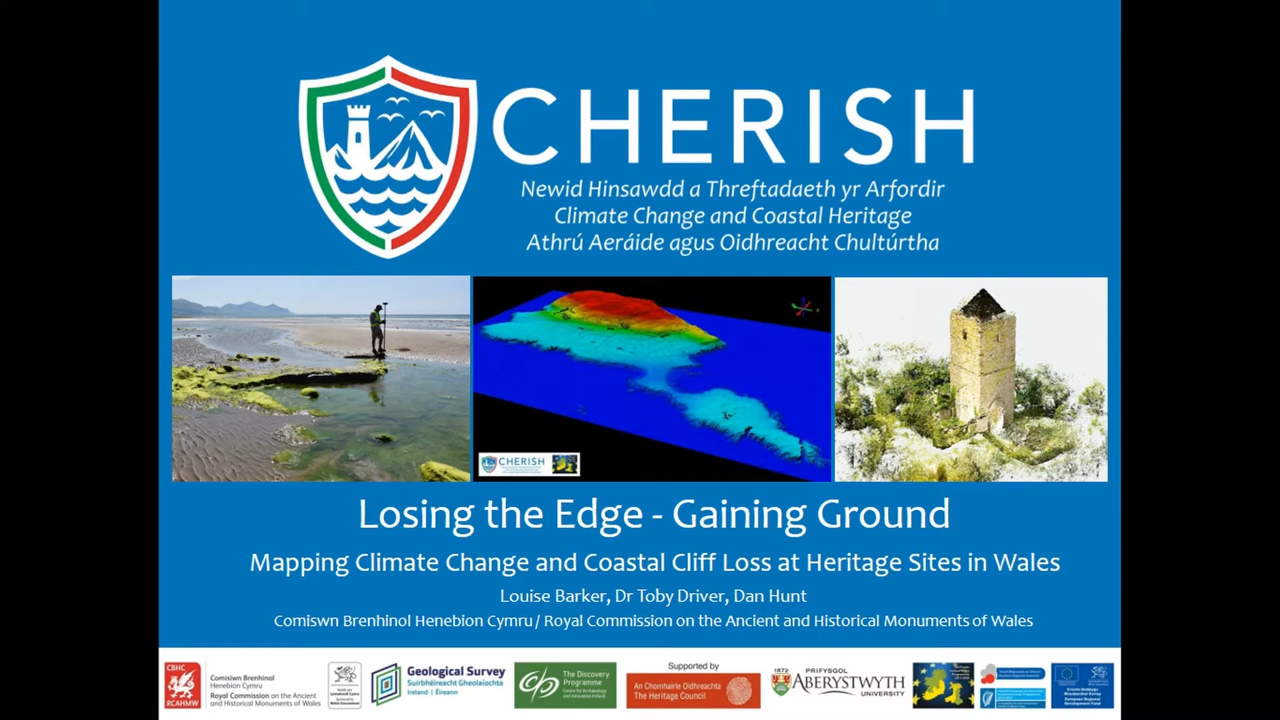 CHERISH
Newid Hinsawdd a Threftadaeth yr Arfordir
Climate Change and Coastal Heritage
Athrú Aeráide agus Oidhreacht Chultúrtha
CHERISH
Losing the Edge - Gaining Ground
Mapping Climate Change and Coastal Cliff Loss at Heritage Sites in Wales
Louise Barker, Dr Toby Driver, Dan Hunt
Comiswn Brenhinol Henebion Cymru / Royal Commission on the Ancient and Historical Monuments of Wales
CBHC
RCAHMW
Comisiwn Brenhinol
Henebion Cymru
Royal Commission on the Ancient
and Historical Monuments of Wales
Geological Survey
Suirbhéireacht Gheolaíochta
Ireland | Éireann
The Discovery
Programme
Supported by
An Chomhairle Oidhreachta
The Heritage Council
1872
PRIFYSGOL
ABERYSTWYTH
UNIVERSITY